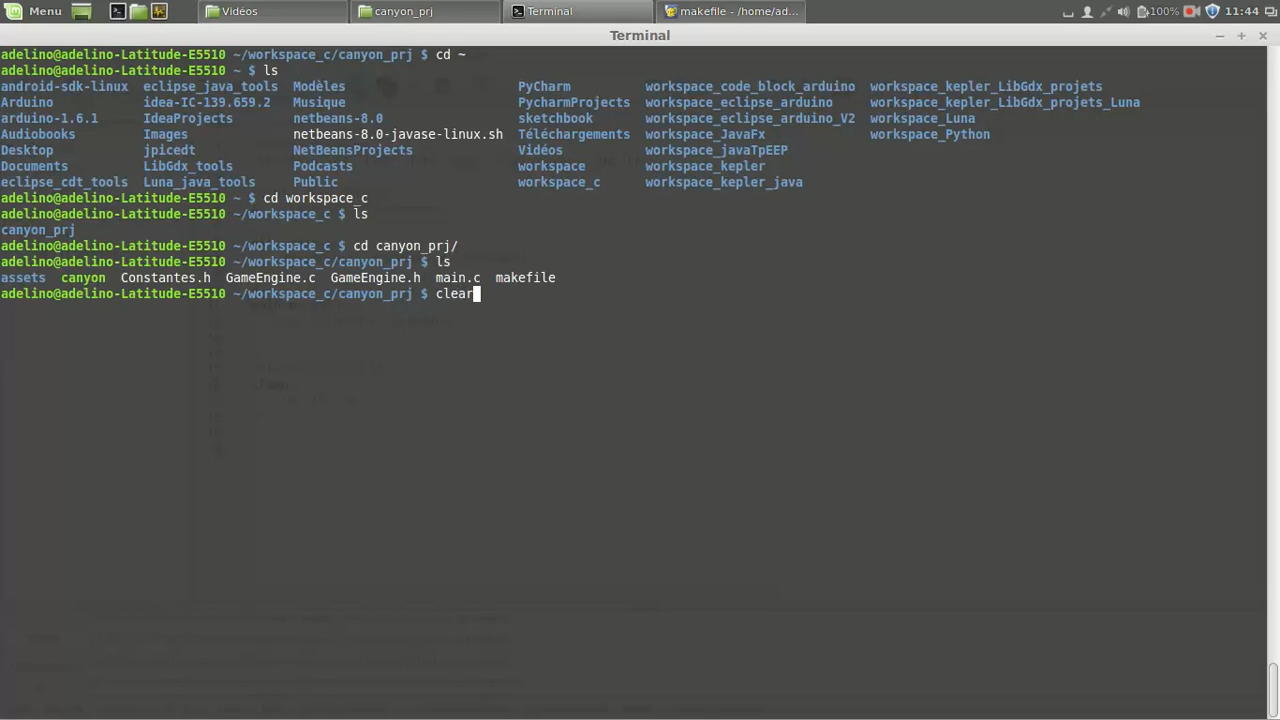 Menu Vidéos canyon_prj Terminal makefile - /home/ad... 100% 11:44
Terminal
adelino@adelino-Latitude-E5510 ~/workspace_c/canyon_prj $ cd ~
adelino@adelino-Latitude-E5510 ~ $ ls
android-sdk-linux eclipse_java_tools Modèles PyCharm workspace_code_block_arduino workspace_kepler_LibGdx_projets
Arduino idea-IC-139.659.2 Musique PycharmProjects workspace_eclipse_arduino workspace_kepler_LibGdx_projets_Luna
arduino-1.6.1 IdeaProjects netbeans-8.0 sketchbook workspace_eclipse_arduino_V2 workspace_Luna
Audiobooks Images netbeans-8.0-javase-linux.sh Téléchargements workspace_JavaFx workspace_Python
Desktop jpicedt NetBeansProjects Vidéos workspace_javaTpEEP
Documents LibGdx_tools Podcasts workspace workspace_kepler
eclipse_cdt_tools Luna_java_tools Public workspace_c workspace_kepler_java
adelino@adelino-Latitude-E5510 ~ $ cd workspace_c
adelino@adelino-Latitude-E5510 ~/workspace_c $ ls
canyon_prj
adelino@adelino-Latitude-E5510 ~/workspace_c $ cd canyon_prj/
adelino@adelino-Latitude-E5510 ~/workspace_c/canyon_prj $ ls
assets canyon Constantes.h GameEngine.c GameEngine.h main.c makefile
adelino@adelino-Latitude-E5510 ~/workspace_c/canyon_prj $ clear